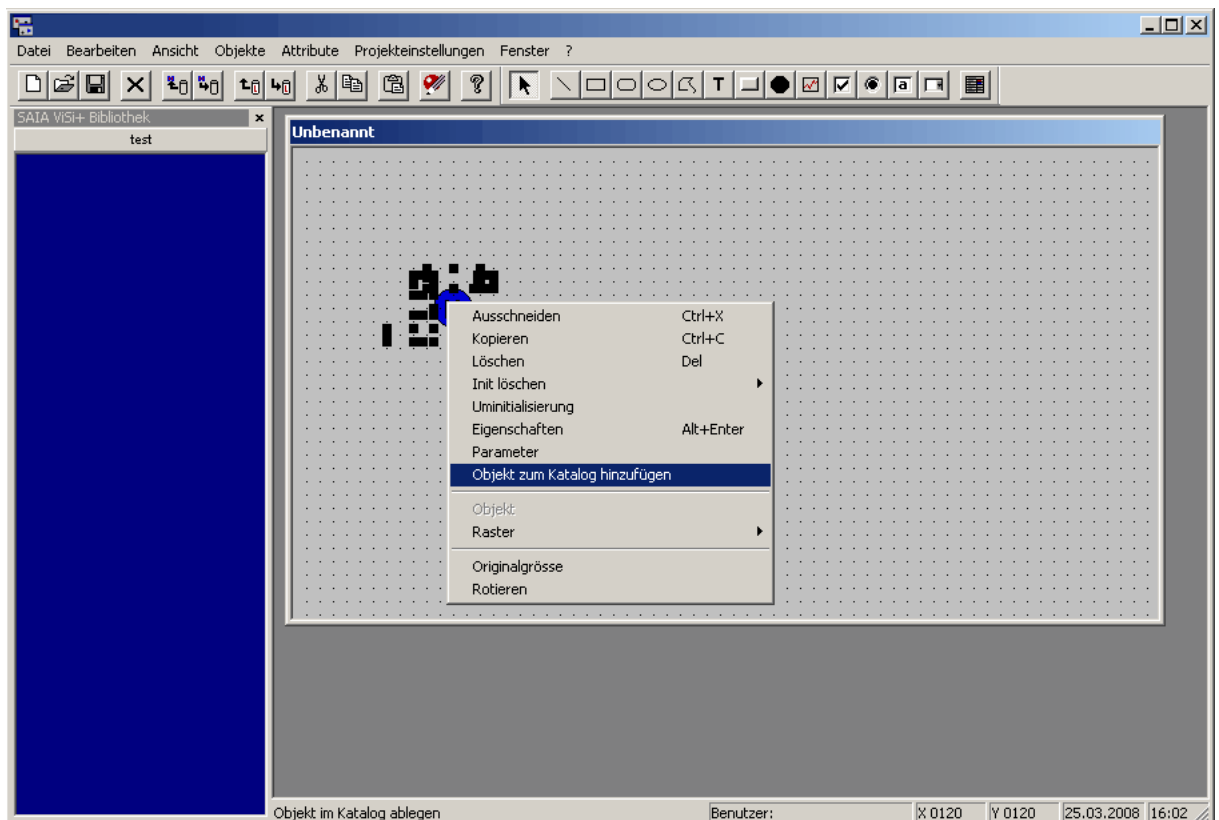 Datei Bearbeiten Ansicht Objekte Attribute Projekteinstellungen Fenster ?
T
a
SAIA ViSi+ Bibliothek
test
Unbenannt
Ausschneiden Ctrl+X
Kopieren Ctrl+C
Löschen Del
Init löschen
Uminitialisierung
Eigenschaften Alt+Enter
Parameter
Objekt zum Katalog hinzufügen
Objekt
Raster
Originalgrösse
Rotieren
Objekt im Katalog ablegen Benutzer: X 0120 Y 0120 25.03.2008 16:02